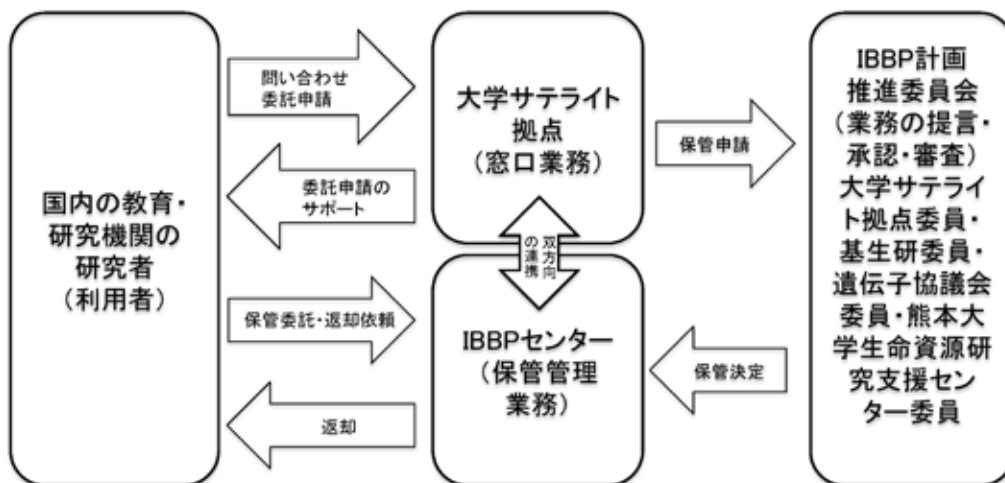 国内の教育・
研究機関の
研究者
（利用者）
問い合わせ
委託申請
委託申請の
サポート
保管委託・返却依頼
返却
大学サテライト
拠点
（窓口業務）
双方向
の連携
IBBPセンター
（保管管理
業務）
保管申請
保管決定
IBBP計画
推進委員会
（業務の提言・
承認・審査）
大学サテライ
ト拠点委員・
基生研委員・
遺伝子協議会
委員・熊本大
学生命資源研
究支援セン
ター委員